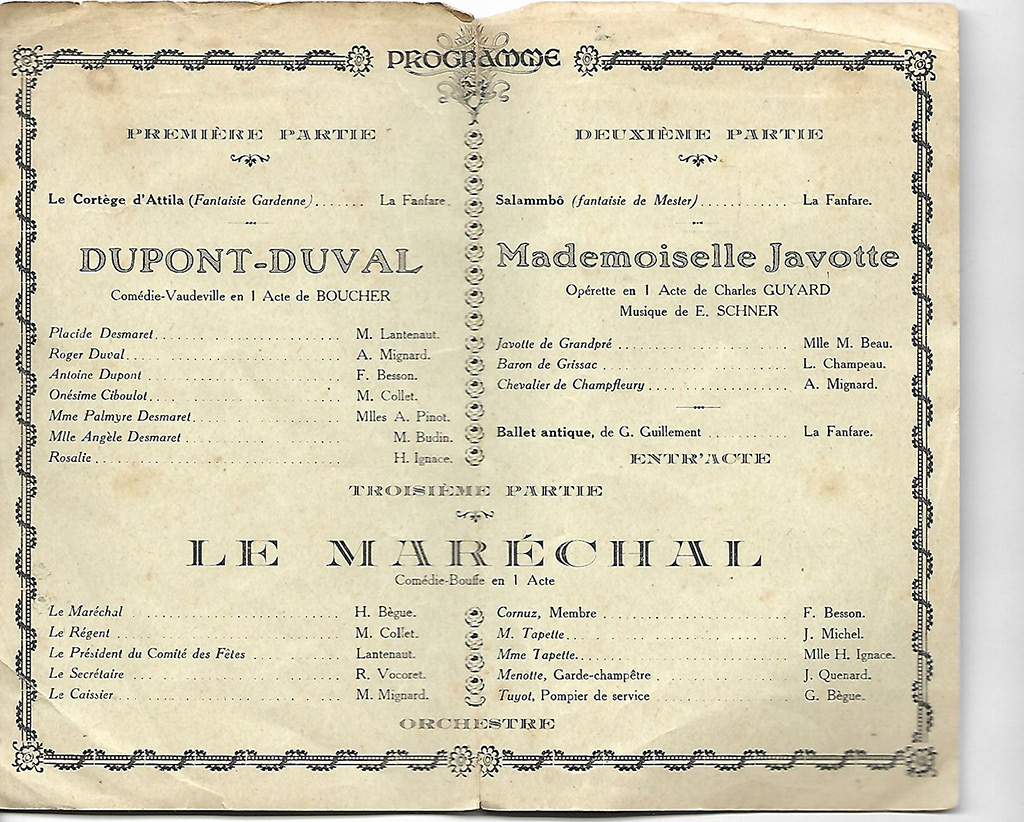 PROGRAMME
PREMIÈRE PARTIE
Le Cortège d'Attila (Fantaisie Gardenne)....... La Fanfare.
DUPONT-DUVAL
Comédie-Vaudeville en 1 Acte de BOUCHER
Placide Desmaret............................ M. Lantenaut.
Roger Duval................................ A. Mignard.
Antoine Dupont ............................ F. Besson.
Onésime Ciboulot........................... M. Collet.
Mme Palmyre Desmaret...................... Mlles A. Pinot.
Mlle Angèle Desmaret ....................... M. Budin.
Rosalie .................................... H. Ignace.
DEUXIÈME PARTIE
Salammbô (fantaisie de Mester)............ La Fanfare.
Mademoiselle Javotte
Opérette en 1 Acte de Charles GUYARD
Musique de E. SCHNER
Javotte de Grandpré ......................... Mlle M. Beau.
Baron de Grissac ............................ L. Champeau.
Chevalier de Champfleury .................... A. Mignard.
Ballet antique, de G. Guillement ............ La Fanfare.
ENTR'ACTE
TROISIÈME PARTIE
LE MARÉCHAL
Comédie-Bouffe en 1 Acte
Le Maréchal ............................... H. Bègue.
Le Régent ................................. M. Collet.
Le Président du Comité des Fêtes ............ Lantenaut.
Le Secrétaire .............................. R. Vocoret.
Le Caissier................................ M. Mignard.
Cornuz, Membre ........................... F. Besson.
M. Tapette................................. J. Michel.
Mme Tapette................................ Mlle H. Ignace.
Menotte, Garde-champêtre ................... J. Quenard.
Tuyot, Pompier de service ................... G. Bègue.
ORCHESTRE